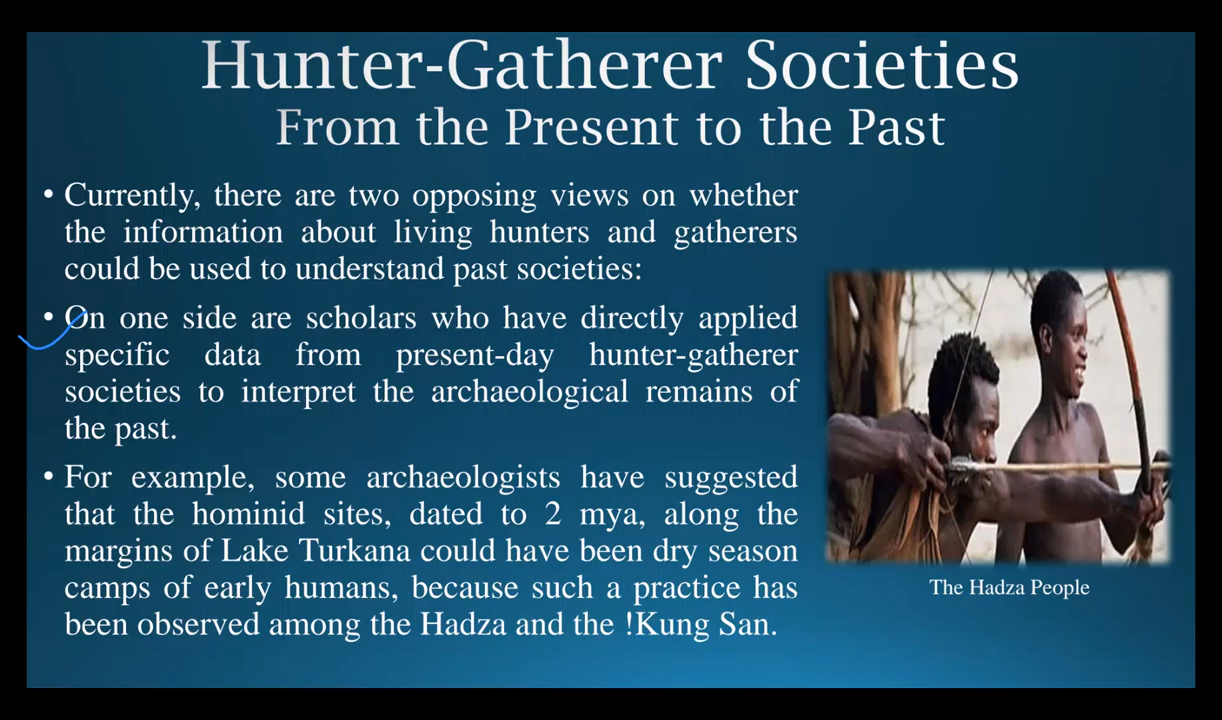 Hunter-Gatherer Societies
From the Present to the Past
• Currently, there are two opposing views on whether
the information about living hunters and gatherers
could be used to understand past societies:
• On one side are scholars who have directly applied
specific data from present-day hunter-gatherer
societies to interpret the archaeological remains of
the past.
• For example, some archaeologists have suggested
that the hominid sites, dated to 2 mya, along the
margins of Lake Turkana could have been dry season
camps of early humans, because such a practice has
been observed among the Hadza and the !Kung San.
The Hadza People